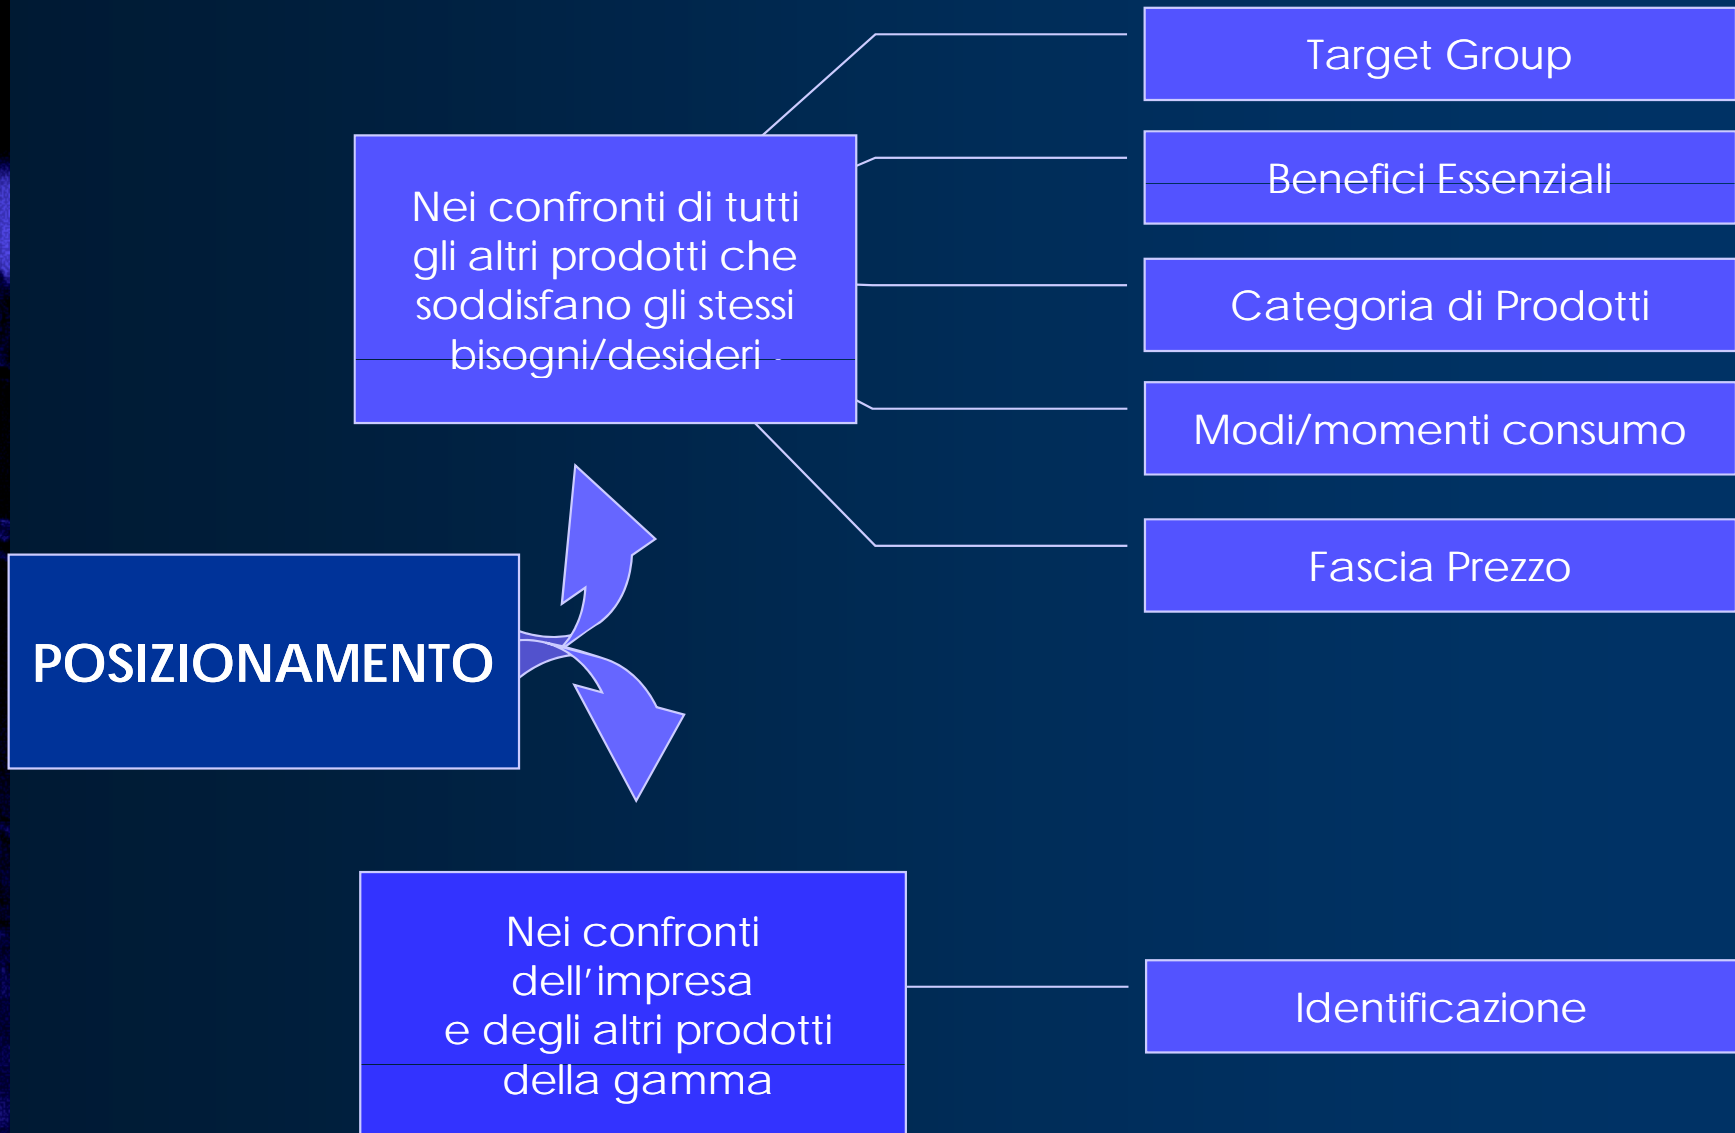 Target Group
Benefici Essenziali
Nei confronti di tutti
gli altri prodotti che
soddisfano gli stessi
bisogni/desideri
Categoria di Prodotti
Modi/momenti consumo
Fascia Prezzo
POSIZIONAMENTO
Nei confronti
dell’impresa
e degli altri prodotti
della gamma
Identificazione